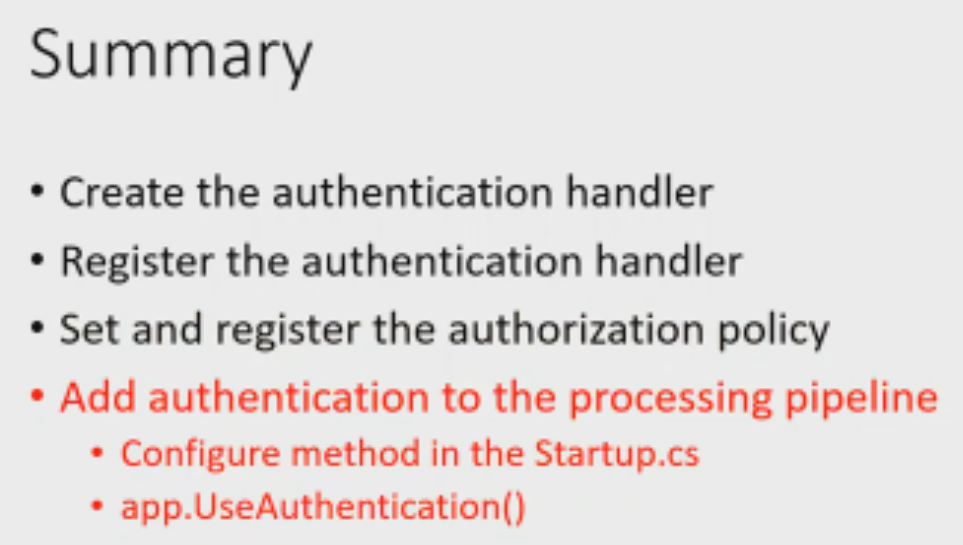 Summary
• Create the authentication handler
• Register the authentication handler
• Set and register the authorization policy
• Add authentication to the processing pipeline
• Configure method in the Startup.cs
• app.UseAuthentication()